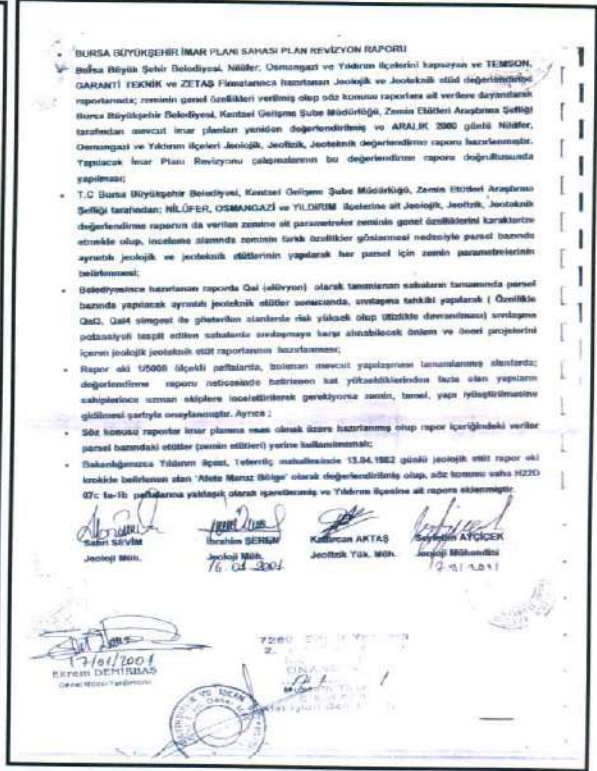 BURSA BÜYÜKŞEHİR İMAR PLANI SAHASI PLAN REVİZYON RAPORU
Bursa Büyük Şehir Belediyesi, Nilüfer, Osmangazi ve Yıldırım ilçelerini kapsayan ve TEMSON,
GARANTİ TEKNİK ve ZETAŞ Firmalarınca hazırlanan Jeolojik ve Jeoteknik etüd değerlendirme
raporlarında; zeminin genel özellikleri verilmiş olup söz konusu raporlara ait verilere dayanılarak
Bursa Büyükşehir Belediyesi, Kentsel Gelişme Şube Müdürlüğü, Zemin Etütleri Araştırma Şefliği
tarafından mevcut imar planları yeniden değerlendirilmiş ve ARALIK 2000 günlü Nilüfer,
Osmangazi ve Yıldırım ilçeleri Jeolojik, Jeofizik, Jeoteknik değerlendirme raporu hazırlanmıştır.
Yapılacak İmar Planı Revizyonu çalışmalarının bu değerlendirme raporu doğrultusunda
yapılması;
T.C Bursa Büyükşehir Belediyesi, Kentsel Gelişme Şube Müdürlüğü, Zemin Etütleri Araştırma
Şefliği tarafından; NİLÜFER, OSMANGAZİ ve YILDIRIM ilçelerine ait Jeolojik, Jeofizik, Jeoteknik
değerlendirme raporun da verilen zemine ait parametreler zeminin genel özelliklerini karakterize
etmekle olup, inceleme alanında zeminin farklı özellikler göstermesi nedeniyle parsel bazında
ayrıntılı jeolojik ve jeoteknik etütlerinin yapılarak her parsel için zemin parametrelerinin
belirlenmesi;
Belediyesince hazırlanan raporda Qal (alüvyon) olarak tanımlanan sahaların tamamında parsel
bazında yapılacak ayrıntılı jeoteknik etütler sonucunda, sıvılaşma tahkiki yapılarak ( Özellikle
Qal3, Qal4 simgesi ile gösterilen alanlarda risk yüksek olup titizlikle davranılması) sıvılaşma
potansiyeli tespit edilen sahalarda sıvılaşmaya karşı alınabilecek önlem ve öneri projelerini
içeren jeolojik jeoteknik etüt raporlarının hazırlanması;
Rapor eki 1/5000 ölçekli paftalarda, bulunan mevcut yapılaşması tamamlanmış alanlarda;
değerlendirme raporu neticesinde belirlenen kat yüksekliklerinden fazla olan yapıların
sahiplerince uzman ekiplere incelettirilerek gerekiyorsa zemin, temel, yapı iyileştirilmesine
gidilmesi şartıyla onaylanmıştır. Ayrıca ;
Söz konusu raporlar imar planına esas olmak üzere hazırlanmış olup rapor içeriğindeki veriler
parsel bazındaki etütler (zemin etütleri) yerine kullanılmamalı;
Bakanlığımızca Yıldırım ilçesi, mahallesinde 13.04.1982 günlü jeolojik etüt rapor eki
krokide belirlenen alan 'Afete Maruz Bölge' olarak değerlendirilmiş olup, söz konusu saha H22D
07c 1a-1b paftalarına yaklaşık olarak işaretlenmiş ve Yıldırım ilçesine ait rapora eklenmiştir.
Sabri SEVİM İbrahim ŞEREM AKTAŞ AYÇİÇEK
Jeoloji Müh. Jeoloji Müh. Jeofizik Yük. Müh. Jeoloji Mühendisi
16.01.2001
17/01/2001
Ekrem DEMİRBAŞ
Genel Müdür Yardımcısı